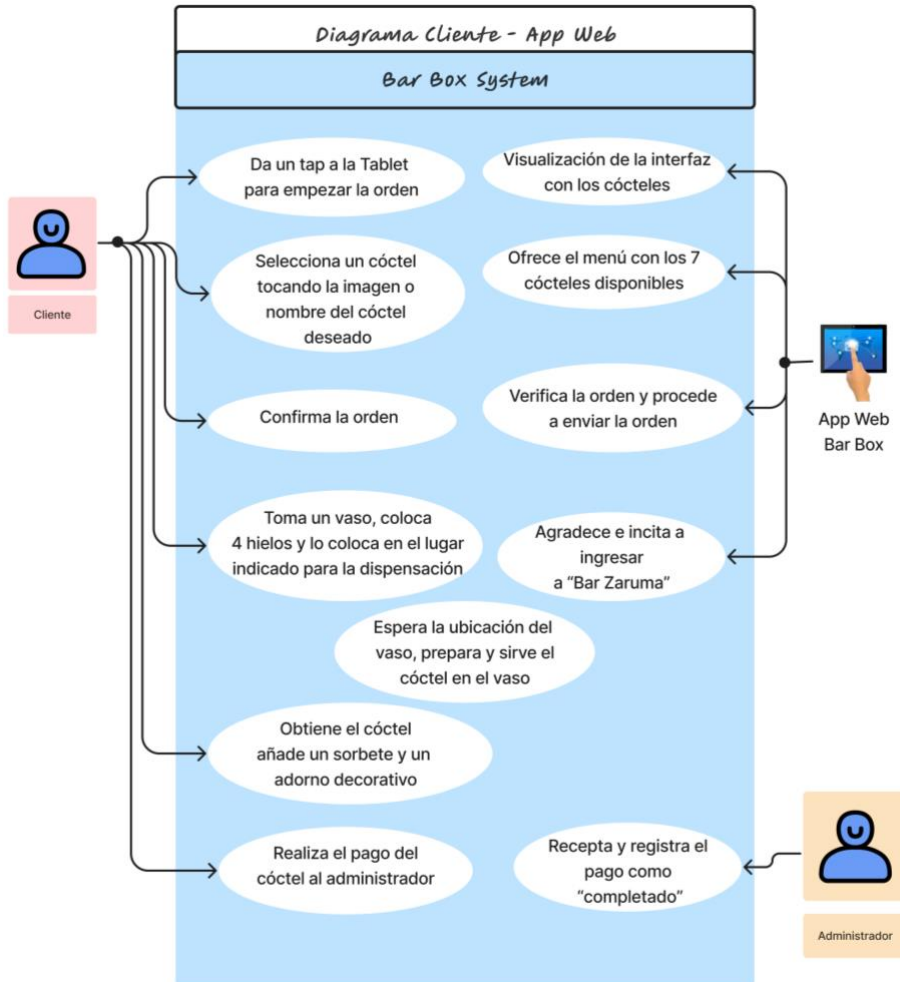 Diagrama Cliente - App Web
Bar Box System
Da un tap a la Tablet
para empezar la orden
Visualización de la interfaz
con los cócteles
Cliente
Selecciona un cóctel
tocando la imagen o
nombre del cóctel
deseado
Ofrece el menú con los 7
cócteles disponibles
App Web
Bar Box
Confirma la orden
Verifica la orden y procede
a enviar la orden
Toma un vaso, coloca
4 hielos y lo coloca en el lugar
indicado para la dispensación
Agradece e incita a
ingresar
a “Bar Zaruma”
Espera la ubicación del
vaso, prepara y sirve el
cóctel en el vaso
Obtiene el cóctel
añade un sorbete y un
adorno decorativo
Realiza el pago del
cóctel al administrador
Recepta y registra el
pago como
“completado”
Administrador